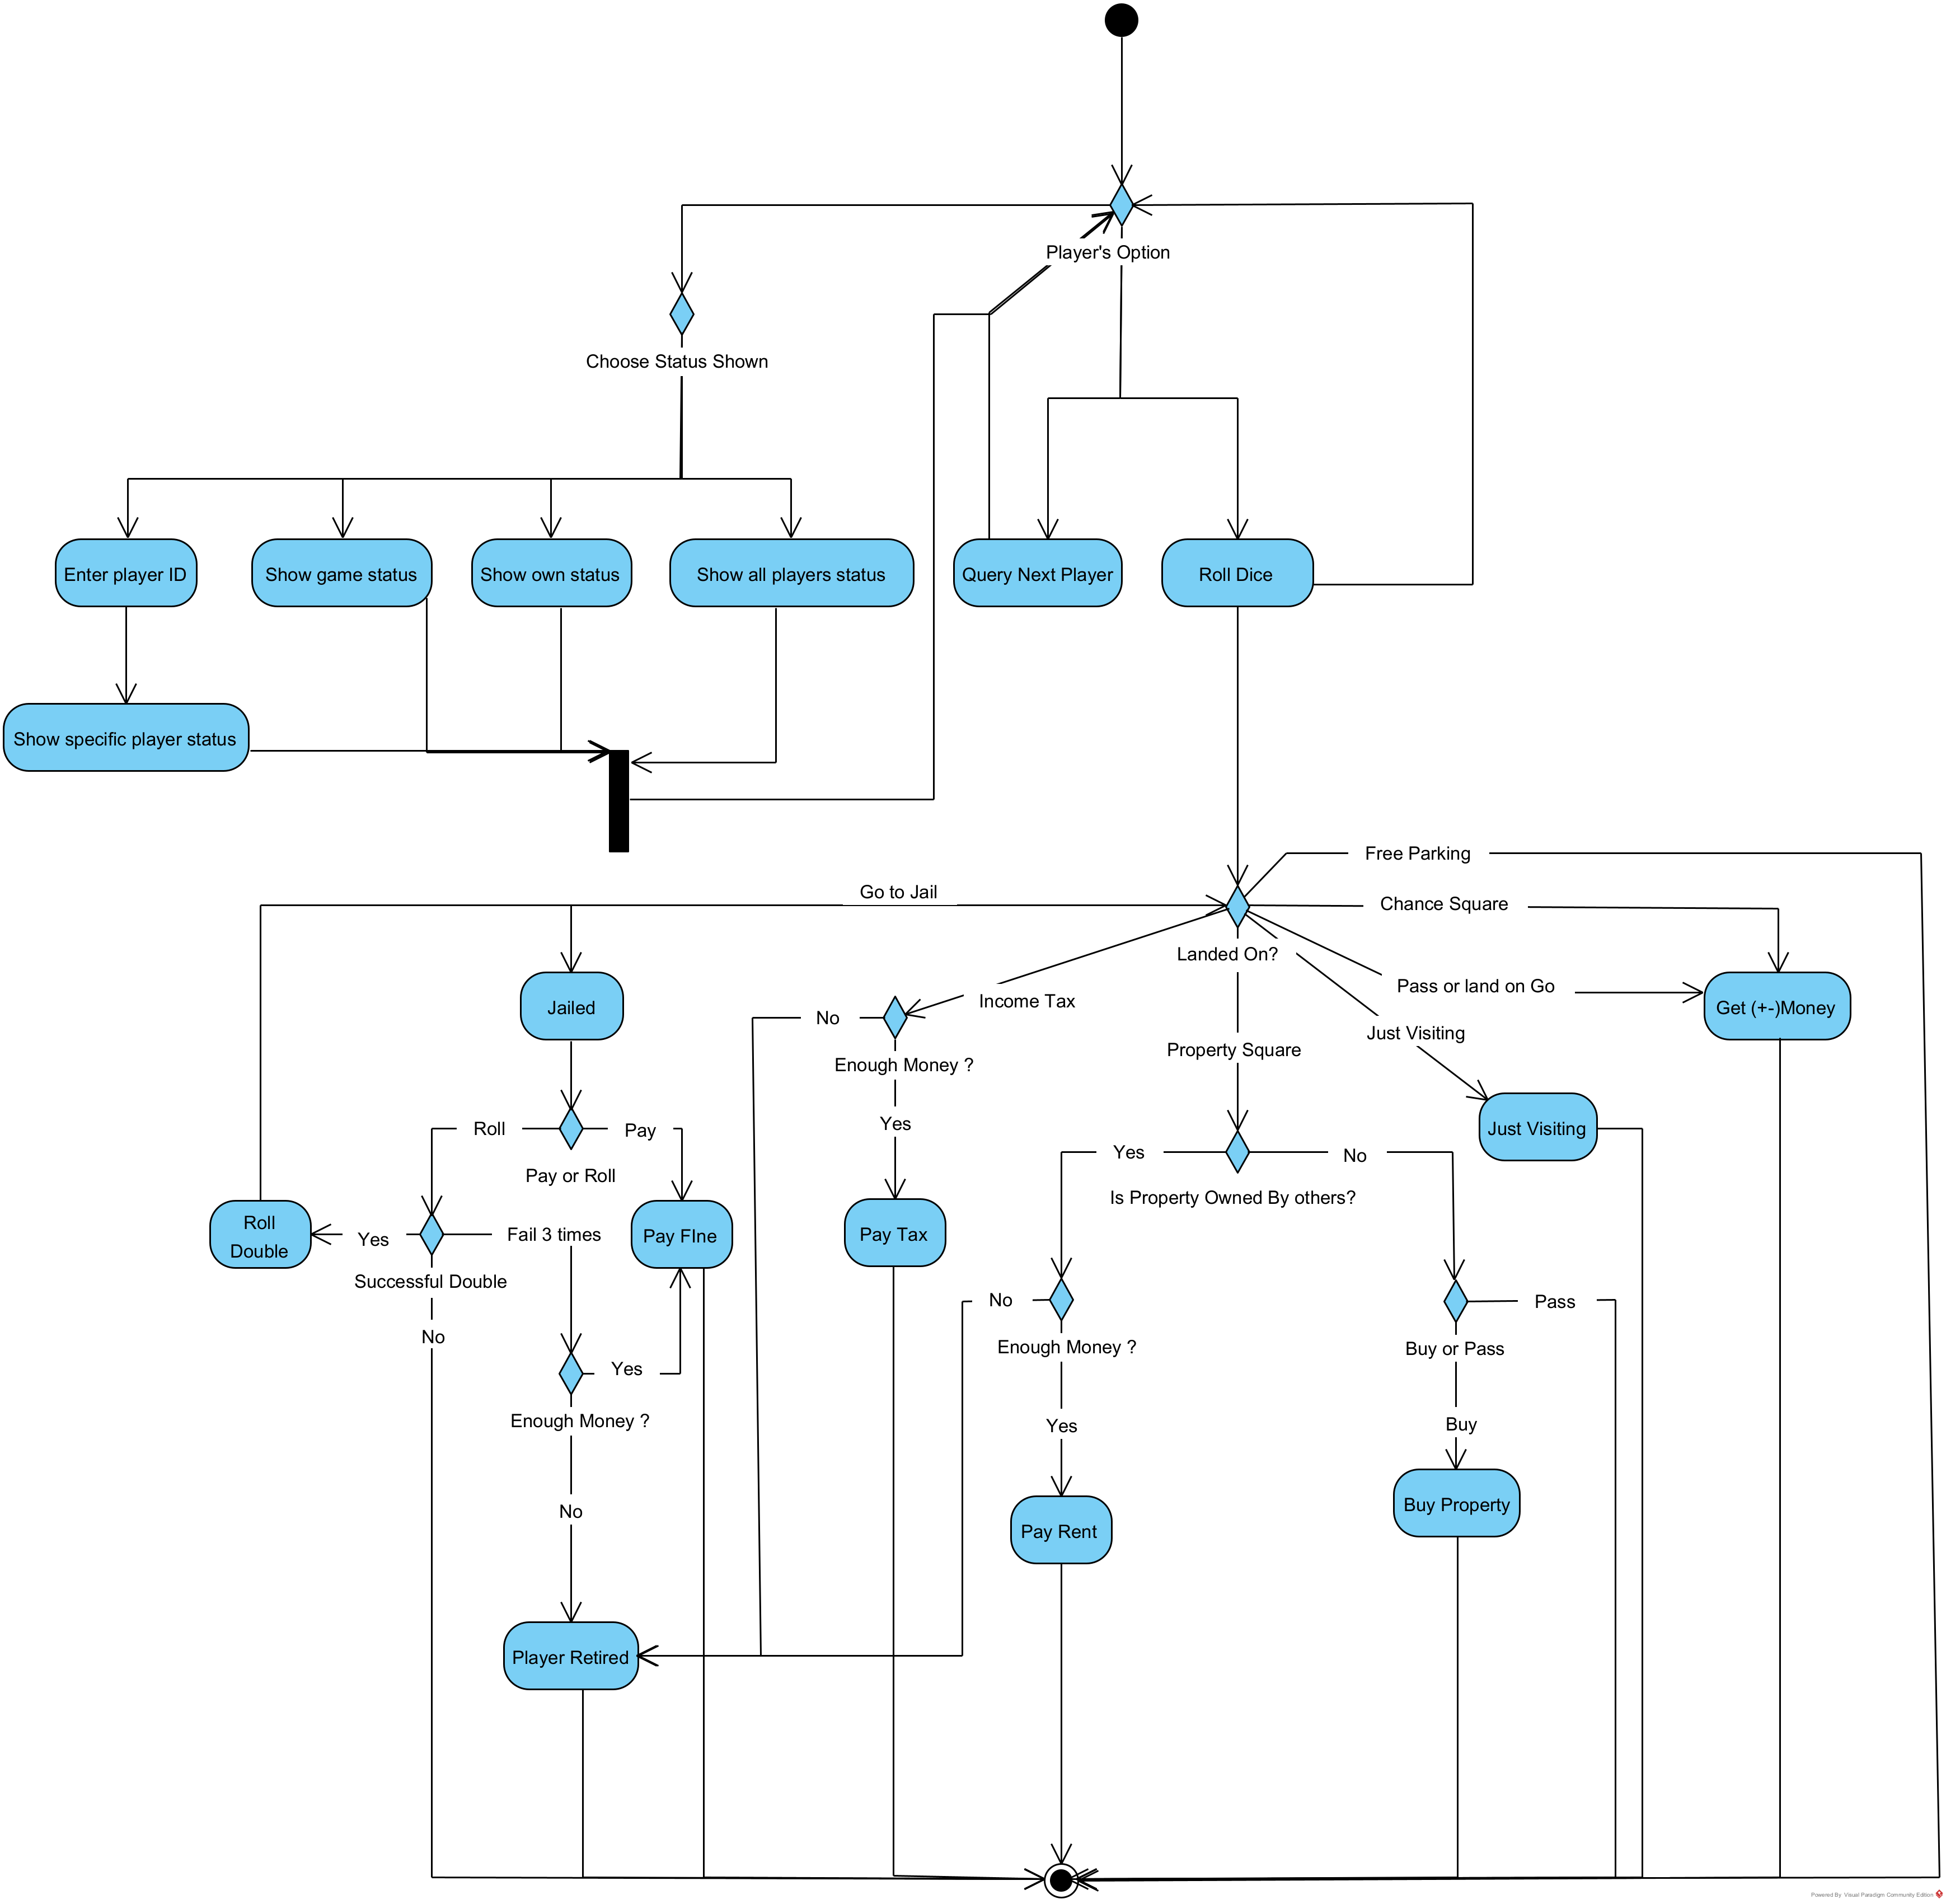 Player's Option
Choose Status Shown
Enter player ID
Show game status
Show own status
Show all players status
Query Next Player
Roll Dice
Show specific player status
Free Parking
Go to Jail
Chance Square
Landed On?
Pass or land on Go
Income Tax
Jailed
Get (+-)Money
No
Just Visiting
Property Square
Enough Money ?
Yes
Roll
Pay
Just Visiting
Pay or Roll
Yes
No
Is Property Owned By others?
Roll
Double
Yes
Fail 3 times
Pay FIne
Pay Tax
Successful Double
No
Pass
No
Enough Money ?
Buy or Pass
Yes
Enough Money ?
Yes
Buy
No
Buy Property
Pay Rent
Player Retired
Powered By Visual Paradigm Community Edition